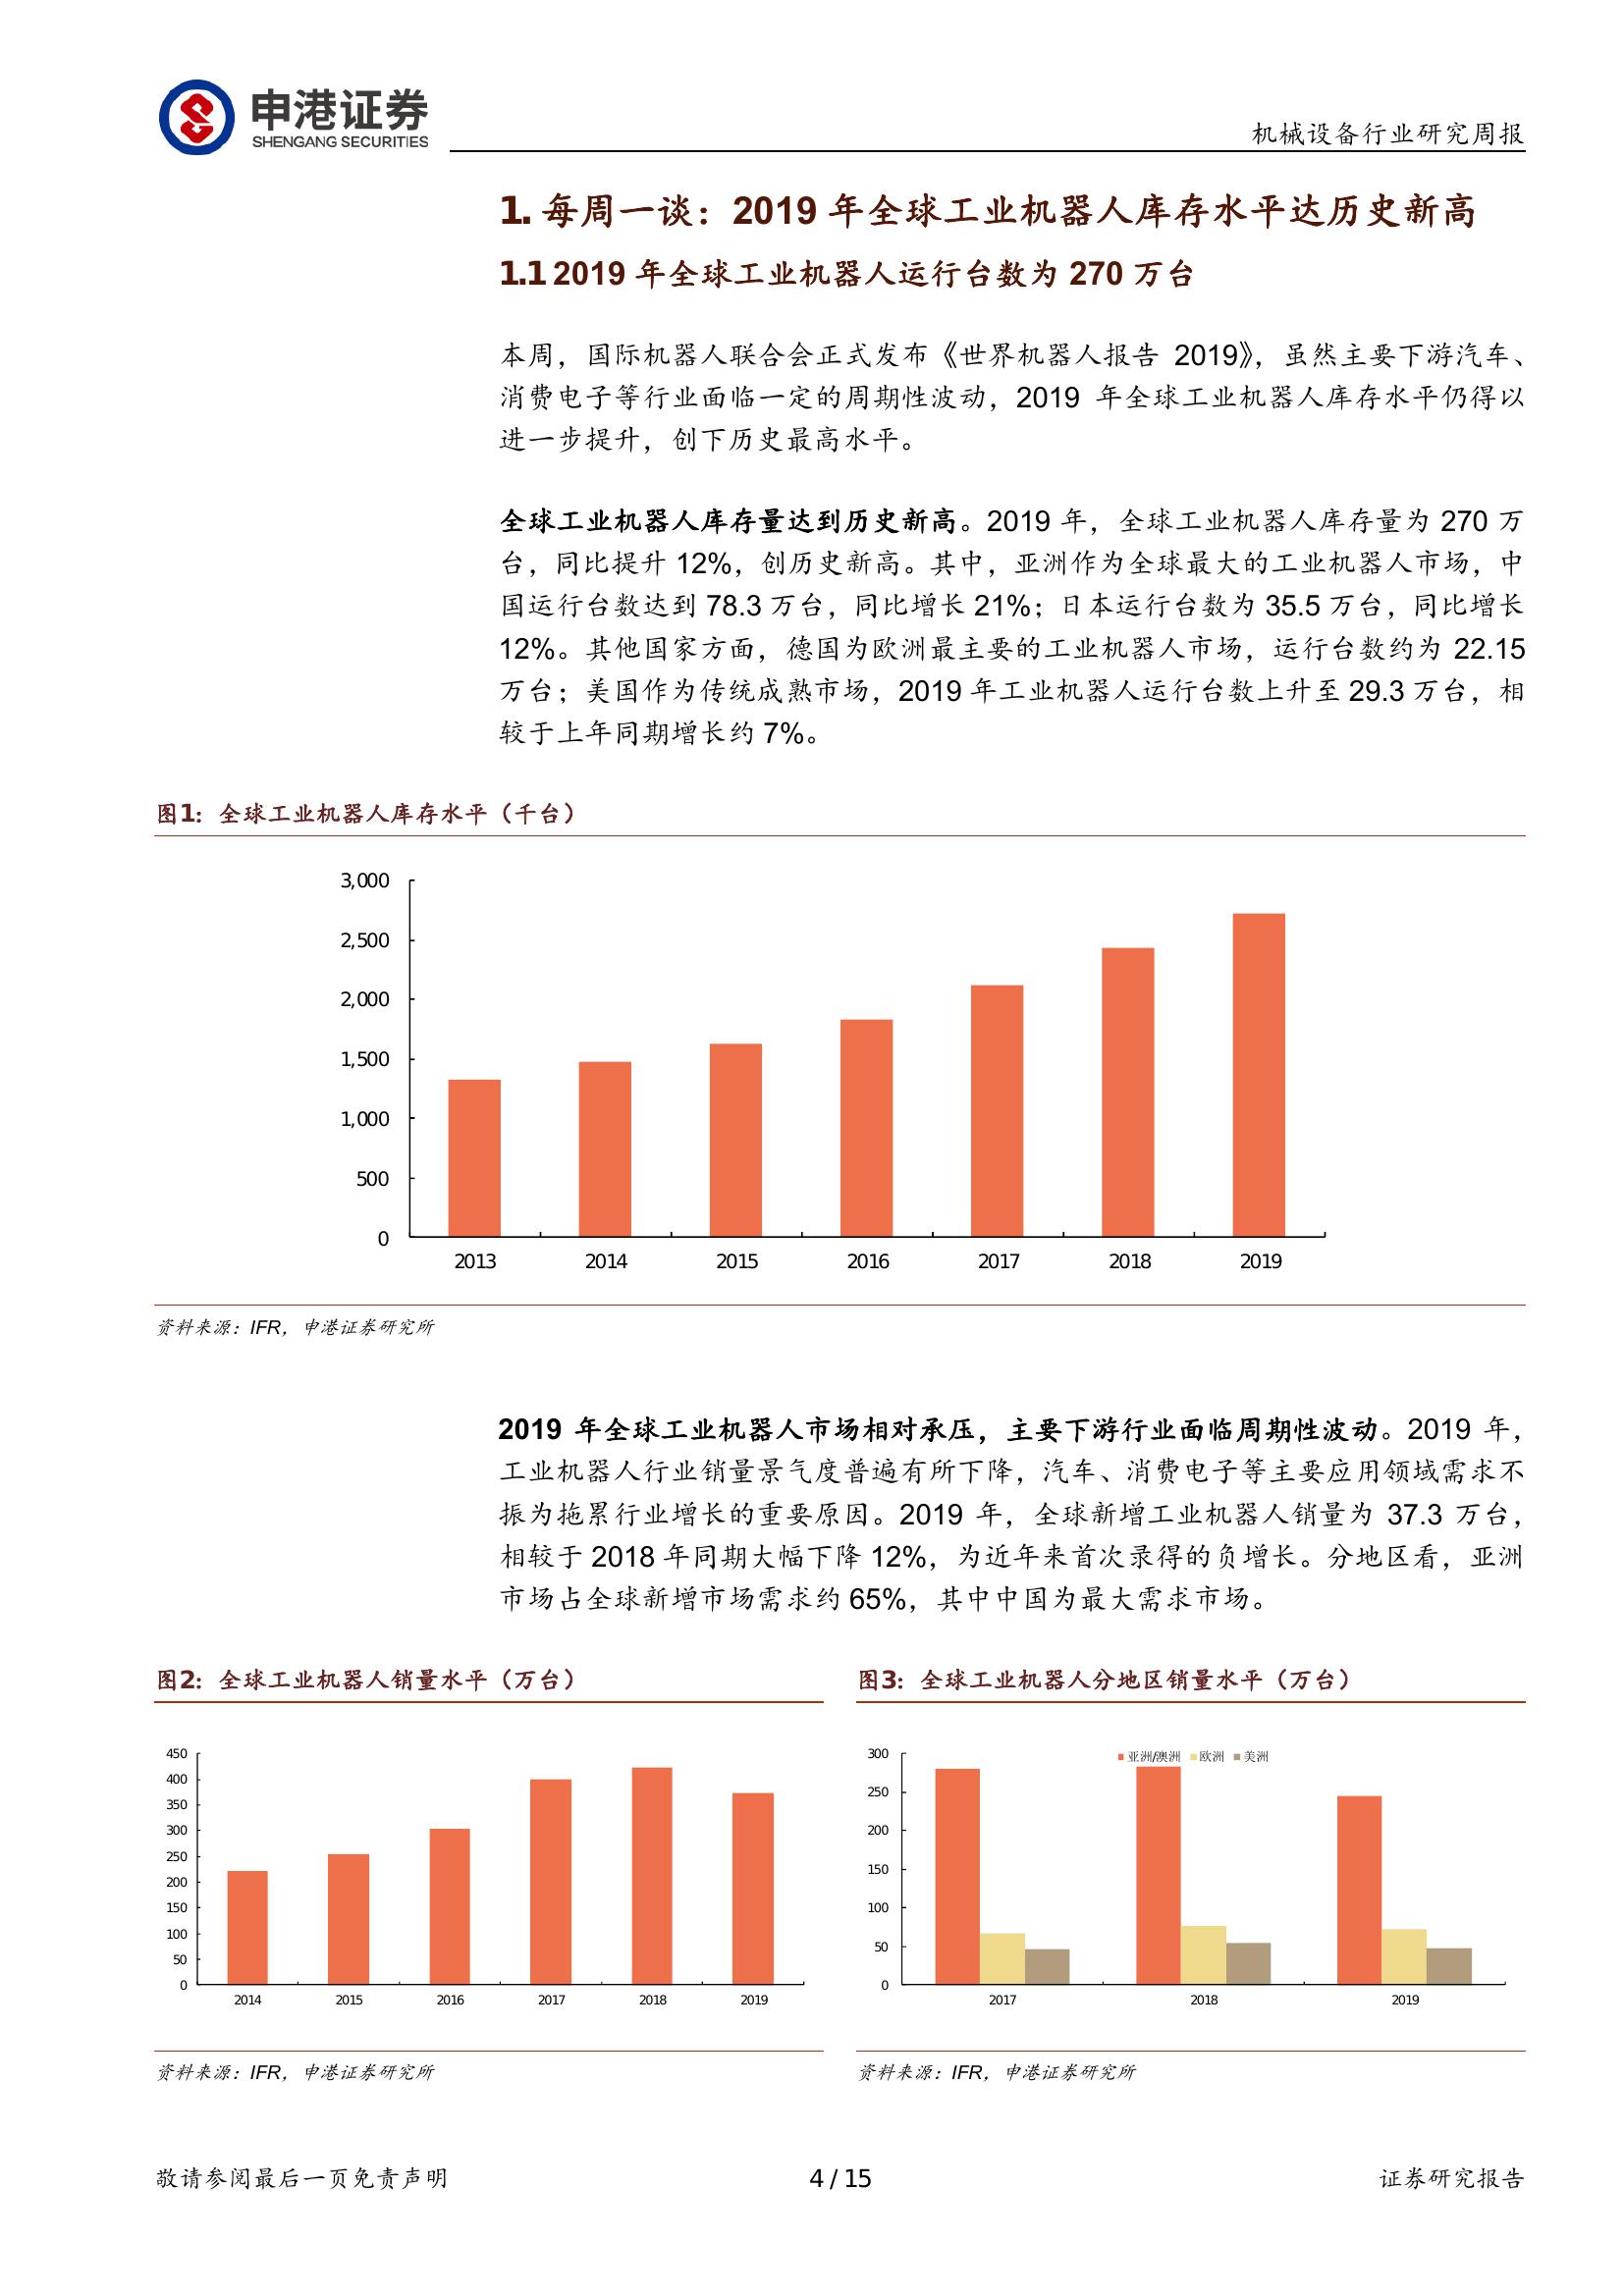 申港证券
SHENGANG SECURITIES
机械设备行业研究周报
1. 每周一谈：2019 年全球工业机器人库存水平达历史新高
1.1 2019 年全球工业机器人运行台数为 270 万台
本周，国际机器人联合会正式发布《世界机器人报告 2019》，虽然主要下游汽车、
消费电子等行业面临一定的周期性波动，2019 年全球工业机器人库存水平仍得以
进一步提升，创下历史最高水平。
全球工业机器人库存量达到历史新高。2019 年，全球工业机器人库存量为 270 万
台，同比提升 12%，创历史新高。其中，亚洲作为全球最大的工业机器人市场，中
国运行台数达到 78.3 万台，同比增长 21%；日本运行台数为 35.5 万台，同比增长
12%。其他国家方面，德国为欧洲最主要的工业机器人市场，运行台数约为 22.15
万台；美国作为传统成熟市场，2019 年工业机器人运行台数上升至 29.3 万台，相
较于上年同期增长约 7%。
图1：全球工业机器人库存水平（千台）
3,000
2,500
2,000
1,500
1,000
500
0
2013 2014 2015 2016 2017 2018 2019
资料来源：IFR，申港证券研究所
2019 年全球工业机器人市场相对承压，主要下游行业面临周期性波动。2019 年，
工业机器人行业销量景气度普遍有所下降，汽车、消费电子等主要应用领域需求不
振为拖累行业增长的重要原因。2019 年，全球新增工业机器人销量为 37.3 万台，
相较于 2018 年同期大幅下降 12%，为近年来首次录得的负增长。分地区看，亚洲
市场占全球新增市场需求约 65%，其中中国为最大需求市场。
图2：全球工业机器人销量水平（万台）
450
400
350
300
250
200
150
100
50
0
2014 2015 2016 2017 2018 2019
资料来源：IFR，申港证券研究所
图3：全球工业机器人分地区销量水平（万台）
亚洲/澳洲 欧洲 美洲
300
250
200
150
100
50
0
2017 2018 2019
资料来源：IFR，申港证券研究所
敬请参阅最后一页免责声明
4 / 15
证券研究报告